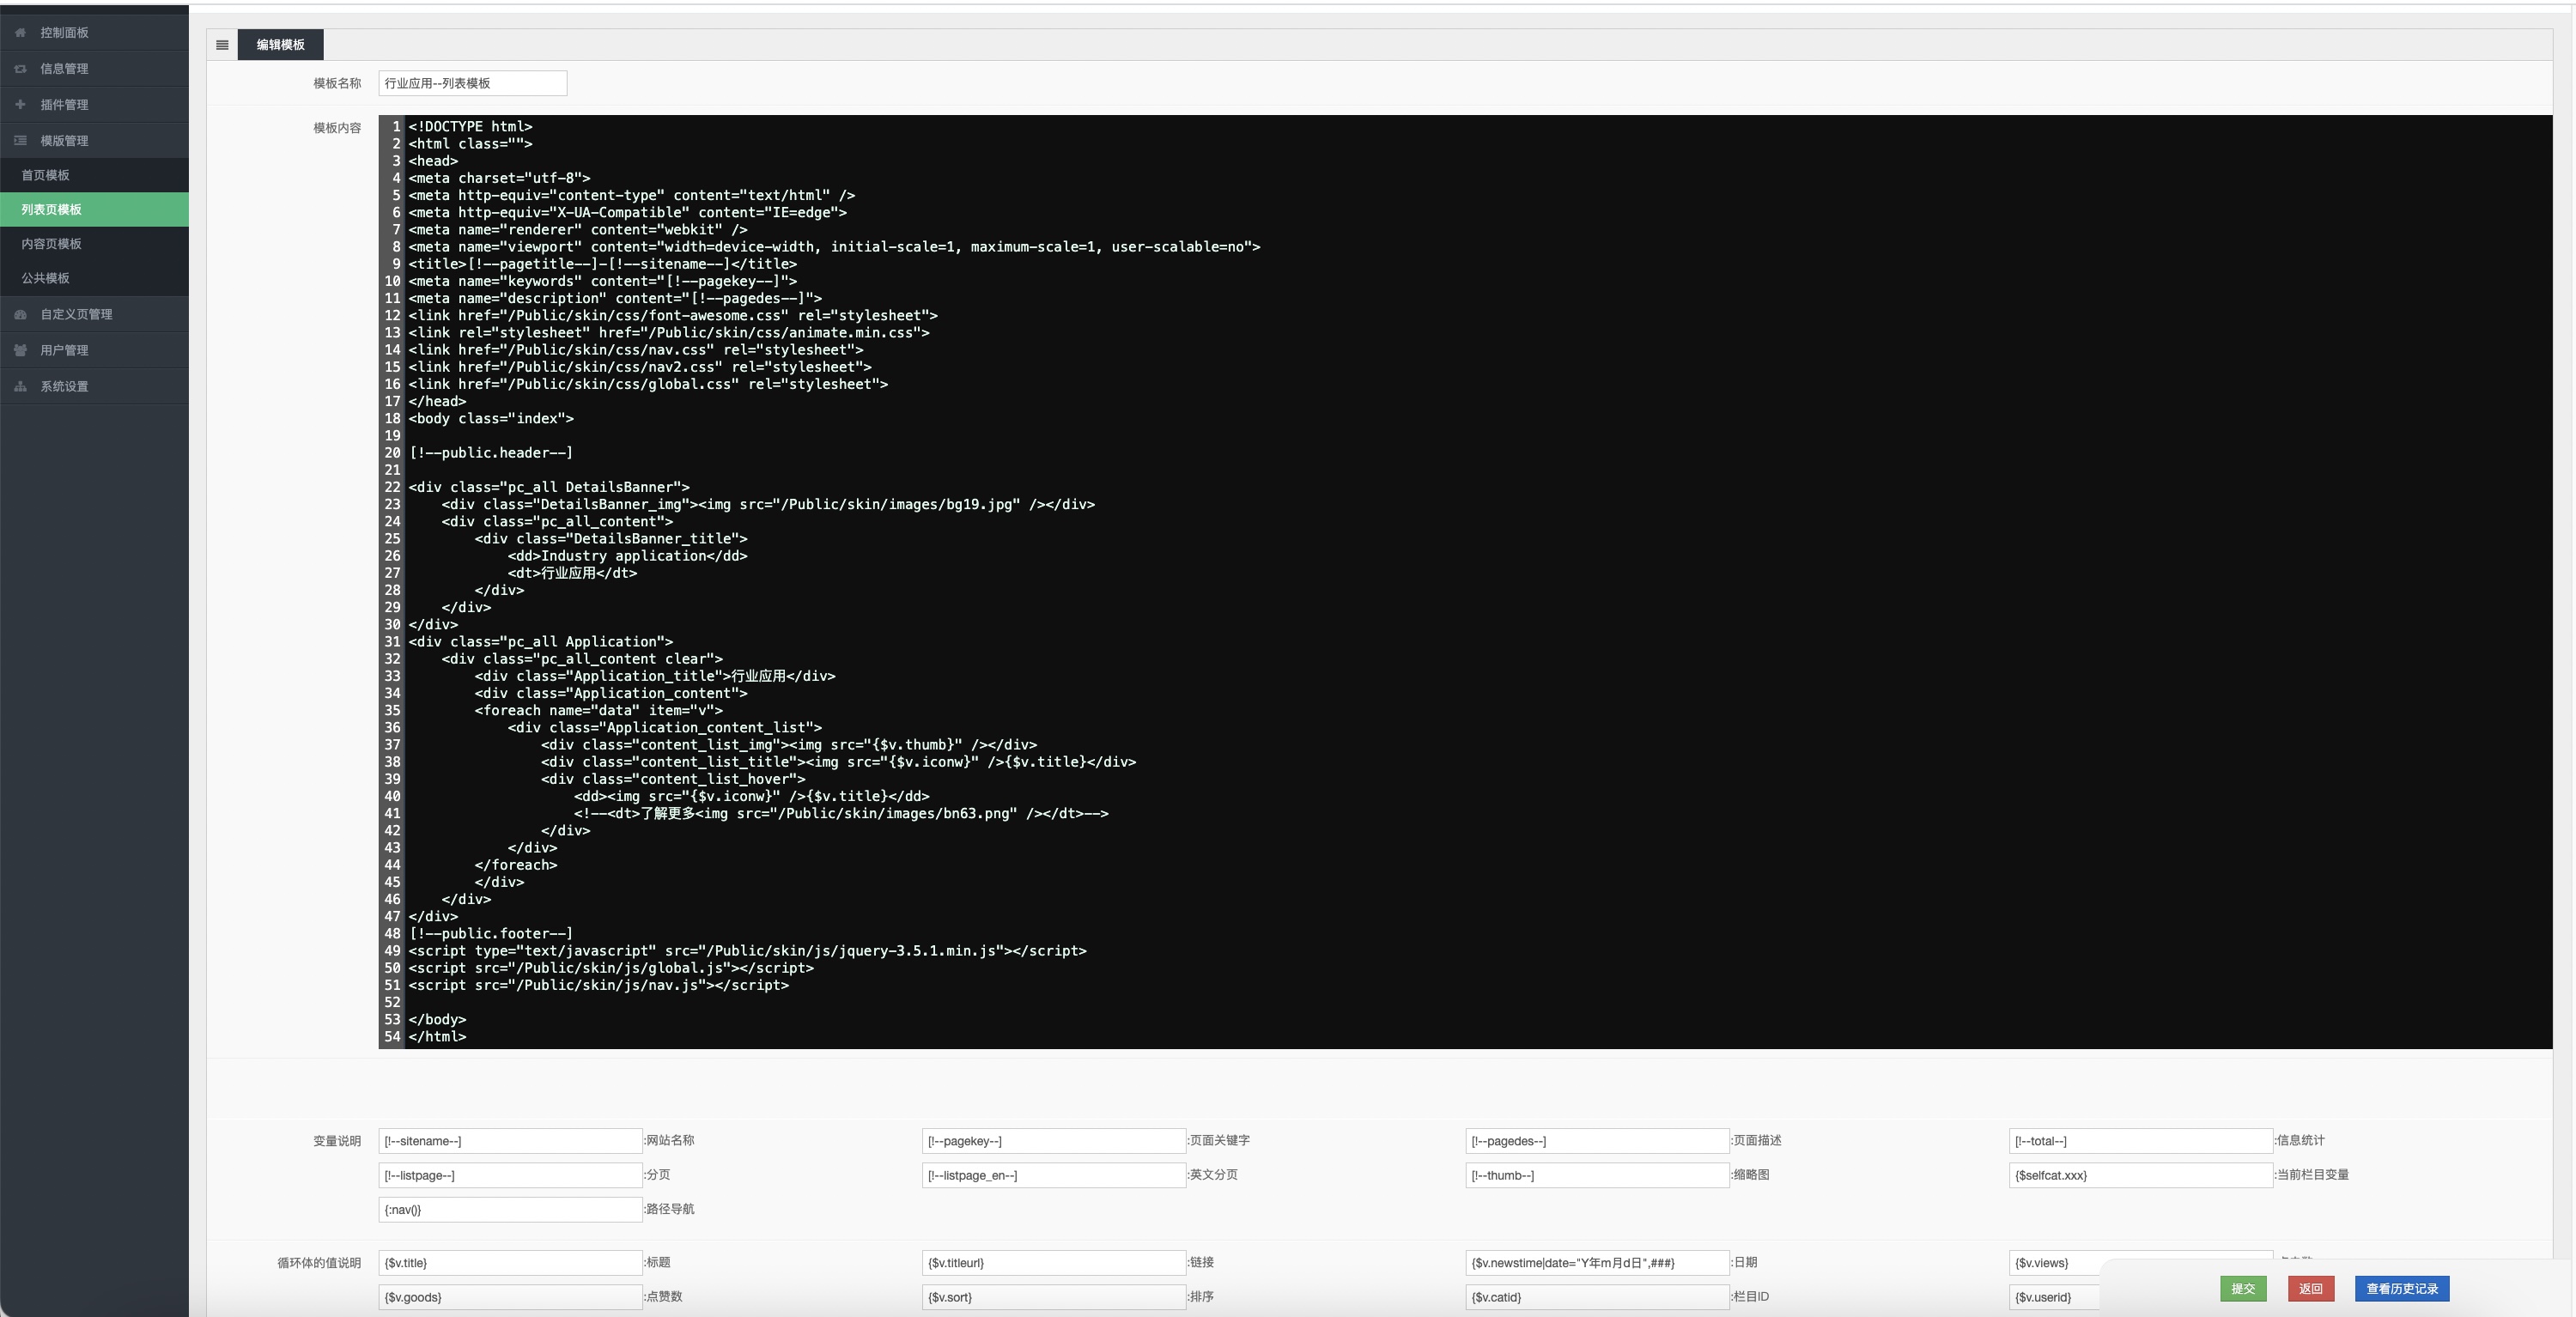 控制面板
信息管理
插件管理
模版管理
首页模板
列表页模板
内容页模板
公共模板
自定义页管理
用户管理
系统设置
编辑模板
模板名称 行业应用--列表模板
模板内容
1 <!DOCTYPE html>
2 <html class="">
3 <head>
4 <meta charset="utf-8">
5 <meta http-equiv="content-type" content="text/html" />
6 <meta http-equiv="X-UA-Compatible" content="IE=edge">
7 <meta name="renderer" content="webkit" />
8 <meta name="viewport" content="width=device-width, initial-scale=1, maximum-scale=1, user-scalable=no">
9 <title>[!--pagetitle--]-[!--sitename--]</title>
10 <meta name="keywords" content="[!--pagekey--]">
11 <meta name="description" content="[!--pagedes--]">
12 <link href="/Public/skin/css/font-awesome.css" rel="stylesheet">
13 <link rel="stylesheet" href="/Public/skin/css/animate.min.css">
14 <link href="/Public/skin/css/nav.css" rel="stylesheet">
15 <link href="/Public/skin/css/nav2.css" rel="stylesheet">
16 <link href="/Public/skin/css/global.css" rel="stylesheet">
17 </head>
18 <body class="index">
19
20 [!--public.header--]
21
22 <div class="pc_all DetailsBanner">
23     <div class="DetailsBanner_img"><img src="/Public/skin/images/bg19.jpg" /></div>
24     <div class="pc_all_content">
25         <div class="DetailsBanner_title">
26             <dd>Industry application</dd>
27             <dt>行业应用</dt>
28         </div>
29     </div>
30 </div>
31 <div class="pc_all Application">
32     <div class="pc_all_content clear">
33         <div class="Application_title">行业应用</div>
34         <div class="Application_content">
35         <foreach name="data" item="v">
36             <div class="Application_content_list">
37                 <div class="content_list_img"><img src="{$v.thumb}" /></div>
38                 <div class="content_list_title"><img src="{$v.iconw}" />{$v.title}</div>
39                 <div class="content_list_hover">
40                     <dd><img src="{$v.iconw}" />{$v.title}</dd>
41                     <!--<dt>了解更多<img src="/Public/skin/images/bn63.png" /></dt>-->
42                 </div>
43             </div>
44         </foreach>
45         </div>
46     </div>
47 </div>
48 [!--public.footer--]
49 <script type="text/javascript" src="/Public/skin/js/jquery-3.5.1.min.js"></script>
50 <script src="/Public/skin/js/global.js"></script>
51 <script src="/Public/skin/js/nav.js"></script>
52
53 </body>
54 </html>
变量说明 [!--sitename--] :网站名称 [!--pagekey--] :页面关键字 [!--pagedes--] :页面描述 [!--total--] :信息统计
[!--listpage--] :分页 [!--listpage_en--] :英文分页 [!--thumb--] :缩略图 {$selfcat.xxx} :当前栏目变量
{:nav()} :路径导航
循环体的值说明 {$v.title} :标题 {$v.titleurl} :链接 {$v.newstime|date="Y年m月d日",###} :日期 {$v.views}
{$v.goods} :点赞数 {$v.sort} :排序 {$v.catid} :栏目ID {$v.userid}
提交 返回 查看历史记录